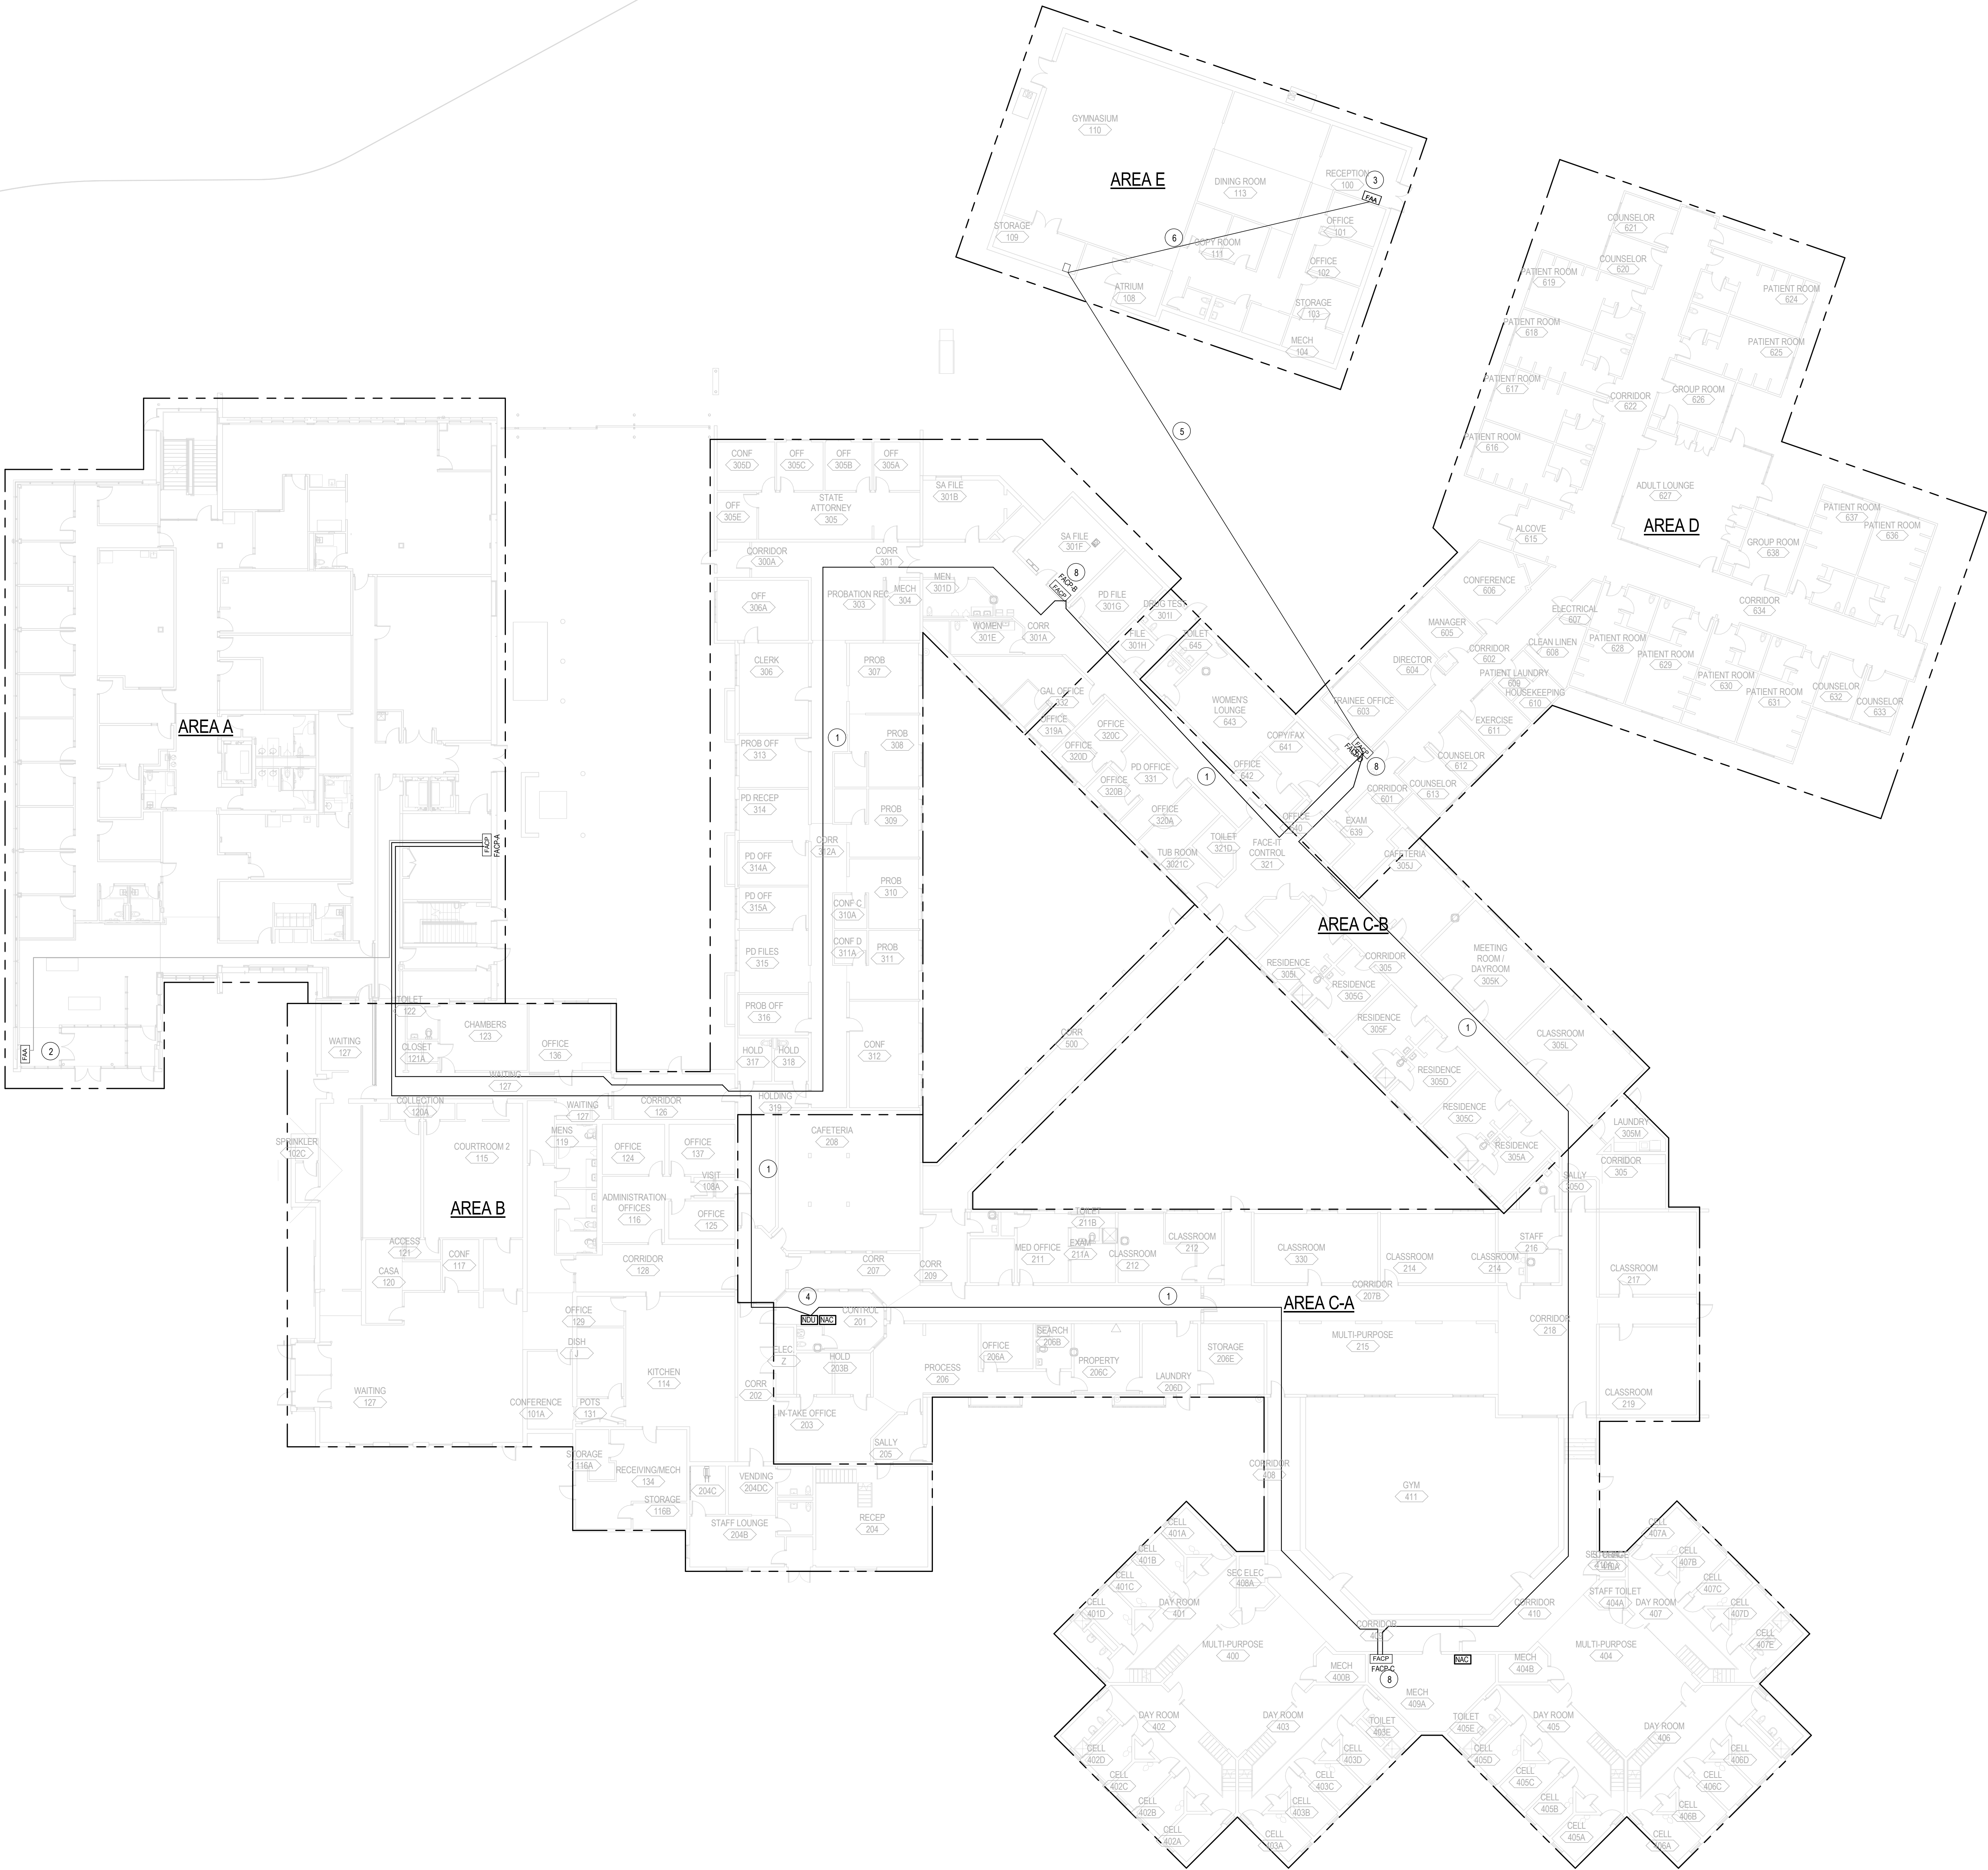 GYMNASIUM
110
AREA E
DINING ROOM
113
RECEPTION
100
3
FAA
OFFICE
101
STORAGE
109
6
COPY ROOM
111
OFFICE
102
ATRIUM
108
STORAGE
103
MECH
104
COUNSELOR
621
COUNSELOR
620
PATIENT ROOM
619
PATIENT ROOM
624
PATIENT ROOM
618
PATIENT ROOM
625
PATIENT ROOM
617
GROUP ROOM
626
CORRIDOR
622
PATIENT ROOM
616
ADULT LOUNGE
627
AREA D
PATIENT ROOM
637
PATIENT ROOM
636
ALCOVE
615
GROUP ROOM
638
CONFERENCE
606
ELECTRICAL
607
CORRIDOR
634
MANAGER
605
CLEAN LINEN
608
PATIENT ROOM
628
PATIENT ROOM
629
CORRIDOR
602
DIRECTOR
604
PATIENT LAUNDRY
609
PATIENT ROOM
630
PATIENT ROOM
631
COUNSELOR
632
COUNSELOR
633
HOUSEKEEPING
610
TRAINEE OFFICE
603
EXERCISE
611
COUNSELOR
612
COUNSELOR
613
CORRIDOR
601
5
8
FACP
CONF
305D
OFF
305C
OFF
305B
OFF
305A
STATE
ATTORNEY
305
OFF
305E
SA FILE
301B
SA FILE
301F
8
FACP-B
FACP
CORRIDOR
300A
CORR
301
MEN
301D
MECH
304
PROBATION REC
303
OFF
306A
PD FILE
301G
DRUG TEST
301I
WOMEN
301E
CORR
301A
FILE
301H
TOILET
645
CLERK
306
PROB
307
GAL OFFICE
332
OFFICE
319A
OFFICE
320C
OFFICE
320D
WOMEN'S
LOUNGE
643
COPY/FAX
641
PROB
308
1
PROB OFF
313
PD OFFICE
331
OFFICE
320B
OFFICE
642
1
PD RECEP
314
PROB
309
OFFICE
320A
OFFICE
640
EXAM
639
CORR
312A
TOILET
321D
FACE-IT
CONTROL
321
TUB ROOM
3021C
CAFETERIA
305J
PD OFF
314A
PROB
310
PD OFF
315A
CONF C
310A
AREA C-B
PD FILES
315
CONF D
311A
PROB
311
RESIDENCE
305I
CORRIDOR
305
RESIDENCE
305G
MEETING
ROOM /
DAYROOM
305K
PROB OFF
316
RESIDENCE
305F
1
CLASSROOM
305L
HOLD
317
HOLD
318
CONF
312
CORR
500
RESIDENCE
305D
RESIDENCE
305C
RESIDENCE
305A
LAUNDRY
305M
CORRIDOR
305
SALLY
305O
AREA A
FACP
FACP-A
FAA
2
TOILET
122
CHAMBERS
123
WAITING
127
CLOSET
121A
OFFICE
136
WAITING
127
COLLECTION
120A
WAITING
127
CORRIDOR
126
HOLDING
319
SPRINKLER
102C
COURTROOM 2
115
MENS
119
OFFICE
124
OFFICE
137
1
CAFETERIA
208
VISIT
108A
AREA B
ADMINISTRATION
OFFICES
116
OFFICE
125
ACCESS
121
CONF
117
CASA
120
CORRIDOR
128
CORR
207
CORR
209
4
NDU
NAC
CONTROL
201
OFFICE
129
DISH
J
ELEC
Z
HOLD
203B
KITCHEN
114
CORR
202
WAITING
127
CONFERENCE
101A
POTS
131
IN-TAKE OFFICE
203
SALLY
205
STORAGE
116A
RECEIVING/MECH
134
IT
204C
VENDING
204DC
STORAGE
116B
STAFF LOUNGE
204B
RECEP
204
TOILET
211B
MED OFFICE
211
EXAM
211A
CLASSROOM
212
CLASSROOM
212
CLASSROOM
330
CLASSROOM
214
CLASSROOM
214
STAFF
216
CLASSROOM
217
1
CORRIDOR
207B
AREA C-A
CORRIDOR
218
MULTI-PURPOSE
215
OFFICE
206A
SEARCH
206B
STORAGE
206E
PROCESS
206
PROPERTY
206C
LAUNDRY
206D
CLASSROOM
219
CORRIDOR
408
GYM
411
CELL
401A
CELL
401B
CELL
401C
CELL
401D
SEC ELEC
408A
DAY ROOM
401
MULTI-PURPOSE
400
CORRIDOR
FACP
FACP-C
8
NAC
MECH
400B
MECH
409A
MECH
404B
CORRIDOR
410
410A
STAFF TOILET
404A
CELL
407A
CELL
407B
CELL
407C
CELL
407D
CELL
407E
DAY ROOM
407
MULTI-PURPOSE
404
DAY ROOM
402
DAY ROOM
403
TOILET
403E
TOILET
405E
DAY ROOM
405
DAY ROOM
406
CELL
402D
CELL
402C
CELL
402B
CELL
402A
CELL
403D
CELL
403C
CELL
403B
CELL
403A
CELL
405D
CELL
405C
CELL
405B
CELL
405A
CELL
406D
CELL
406C
CELL
406B
CELL
406A